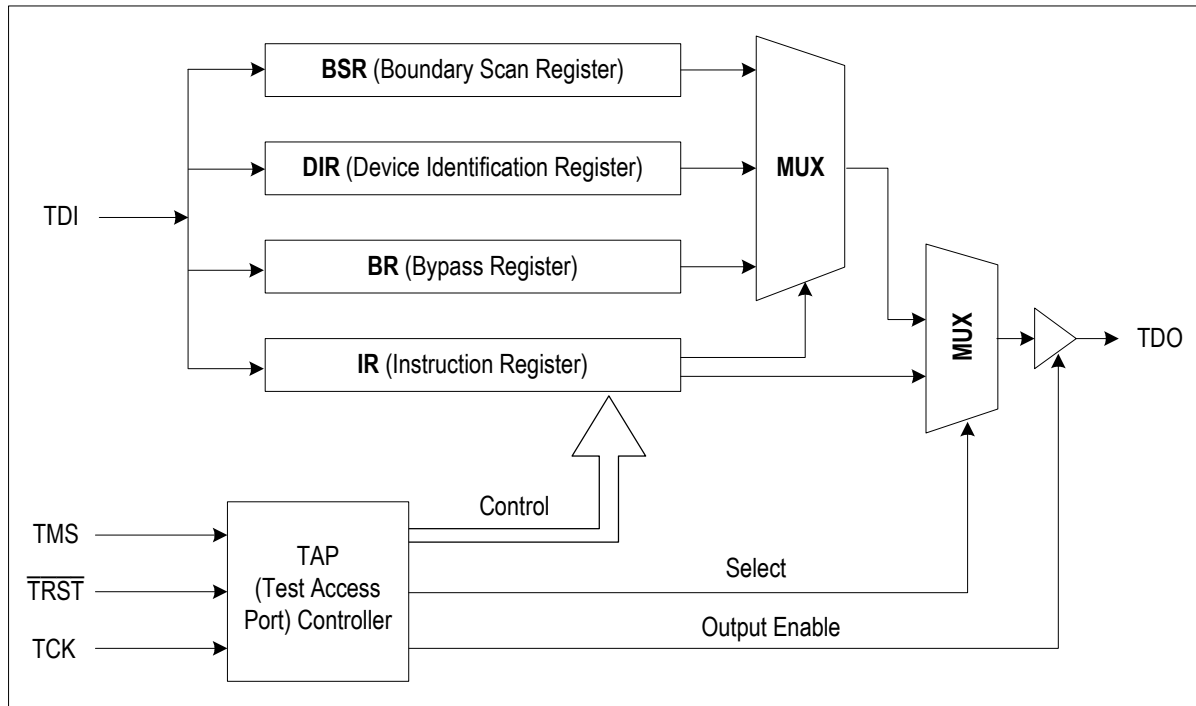 BSR (Boundary Scan Register)
DIR (Device Identification Register)
MUX
TDI
BR (Bypass Register)
MUX
TDO
IR (Instruction Register)
Control
TMS
TAP
(Test Access
Port) Controller
TRST
Select
TCK
Output Enable